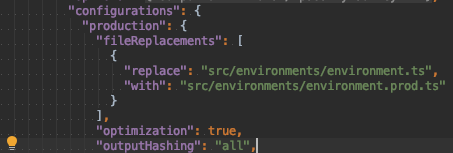 "configurations": {
"production": {
"fileReplacements": [
{
"replace": "src/environments/environment.ts",
"with": "src/environments/environment.prod.ts"
}
],
"optimization": true,
"outputHashing": "all",